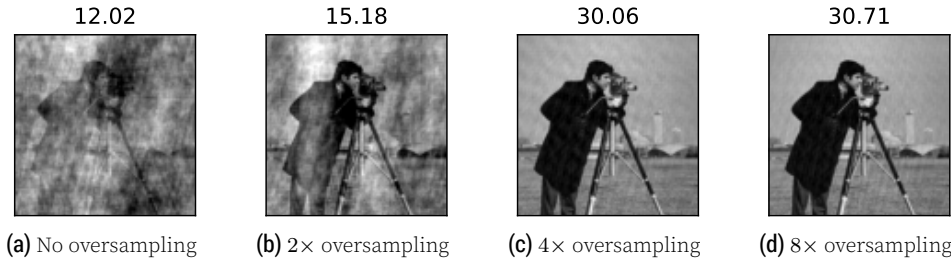 12.02 15.18 30.06 30.71
(a) No oversampling (b) 2× oversampling (c) 4× oversampling (d) 8× oversampling